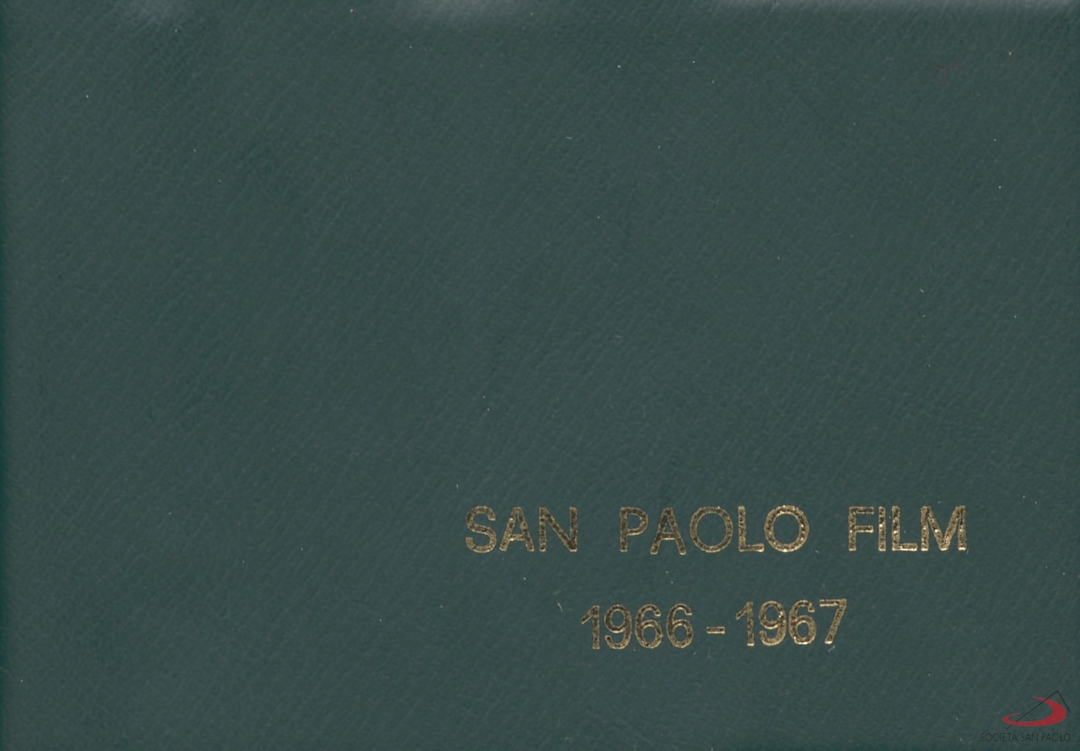 SAN PAOLO FILM
1966-1967
SOCIETÀ SAN PAOLO